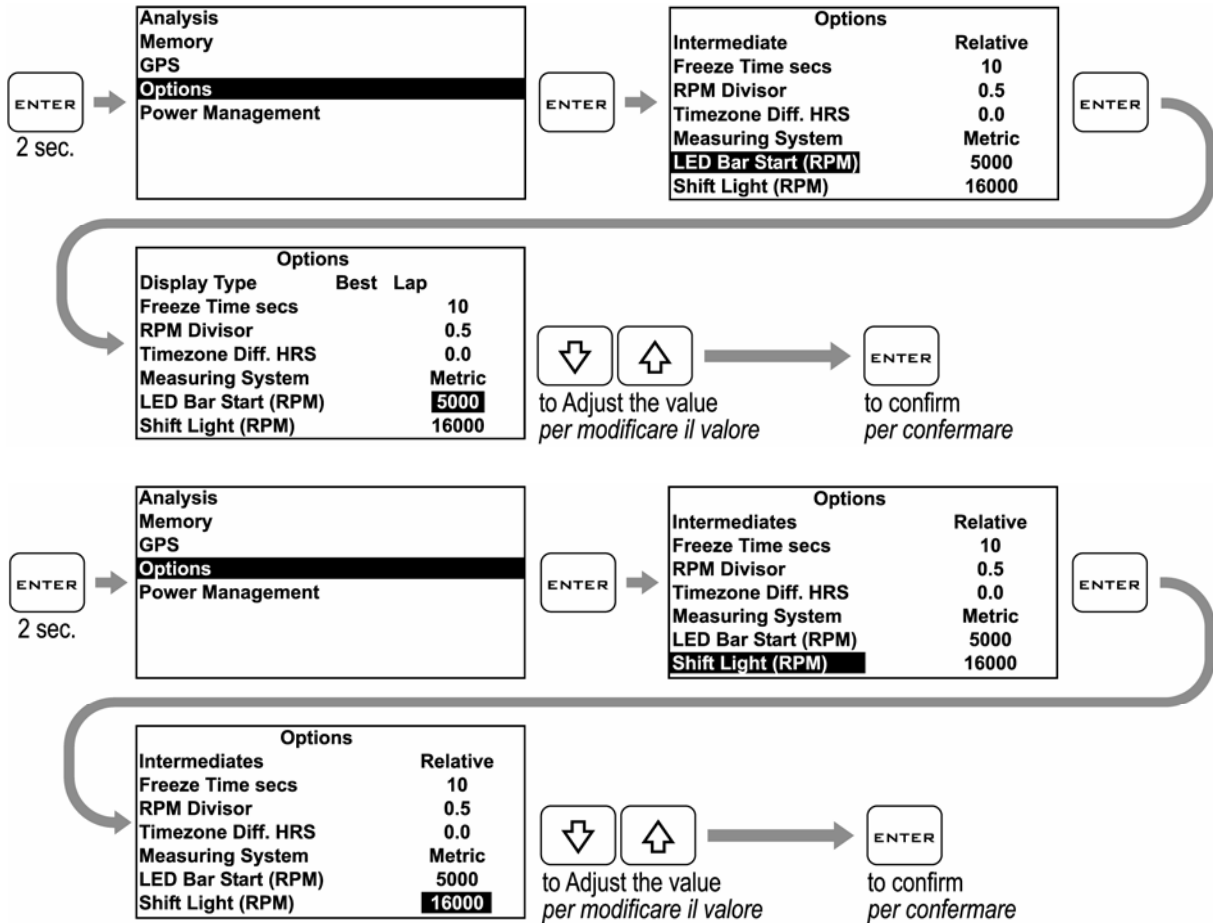 ENTER
2 sec.
Analysis
Memory
GPS
Options
Power Management
ENTER
Options
Intermediate Relative
Freeze Time secs 10
RPM Divisor 0.5
Timezone Diff. HRS 0.0
Measuring System Metric
LED Bar Start (RPM) 5000
Shift Light (RPM) 16000
ENTER
Options
Display Type Best Lap
Freeze Time secs 10
RPM Divisor 0.5
Timezone Diff. HRS 0.0
Measuring System Metric
LED Bar Start (RPM) 5000
Shift Light (RPM) 16000
to Adjust the value
per modificare il valore
ENTER
to confirm
per confermare
ENTER
2 sec.
Analysis
Memory
GPS
Options
Power Management
ENTER
Options
Intermediates Relative
Freeze Time secs 10
RPM Divisor 0.5
Timezone Diff. HRS 0.0
Measuring System Metric
LED Bar Start (RPM) 5000
Shift Light (RPM) 16000
ENTER
Options
Intermediates Relative
Freeze Time secs 10
RPM Divisor 0.5
Timezone Diff. HRS 0.0
Measuring System Metric
LED Bar Start (RPM) 5000
Shift Light (RPM) 16000
to Adjust the value
per modificare il valore
ENTER
to confirm
per confermare